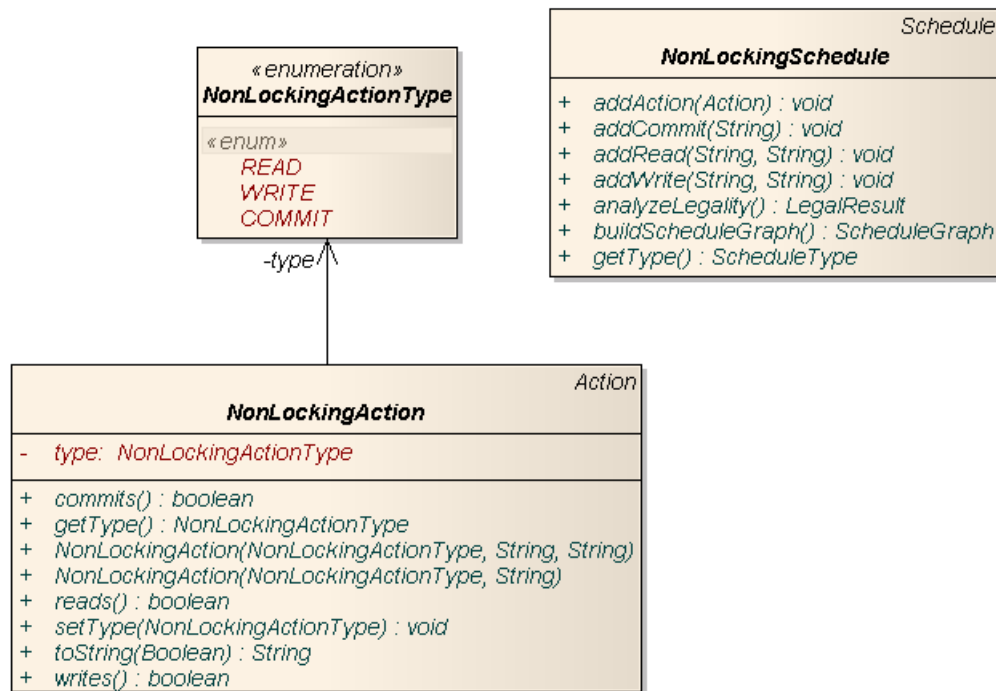 «enumeration»
NonLockingActionType
«enum»
READ
WRITE
COMMIT
-type
Schedule
NonLockingSchedule
+ addAction(Action) : void
+ addCommit(String) : void
+ addRead(String, String) : void
+ addWrite(String, String) : void
+ analyzeLegality() : LegalResult
+ buildScheduleGraph() : ScheduleGraph
+ getType() : ScheduleType
Action
NonLockingAction
- type: NonLockingActionType
+ commits() : boolean
+ getType() : NonLockingActionType
+ NonLockingAction(NonLockingActionType, String, String)
+ NonLockingAction(NonLockingActionType, String)
+ reads() : boolean
+ setType(NonLockingActionType) : void
+ toString(Boolean) : String
+ writes() : boolean